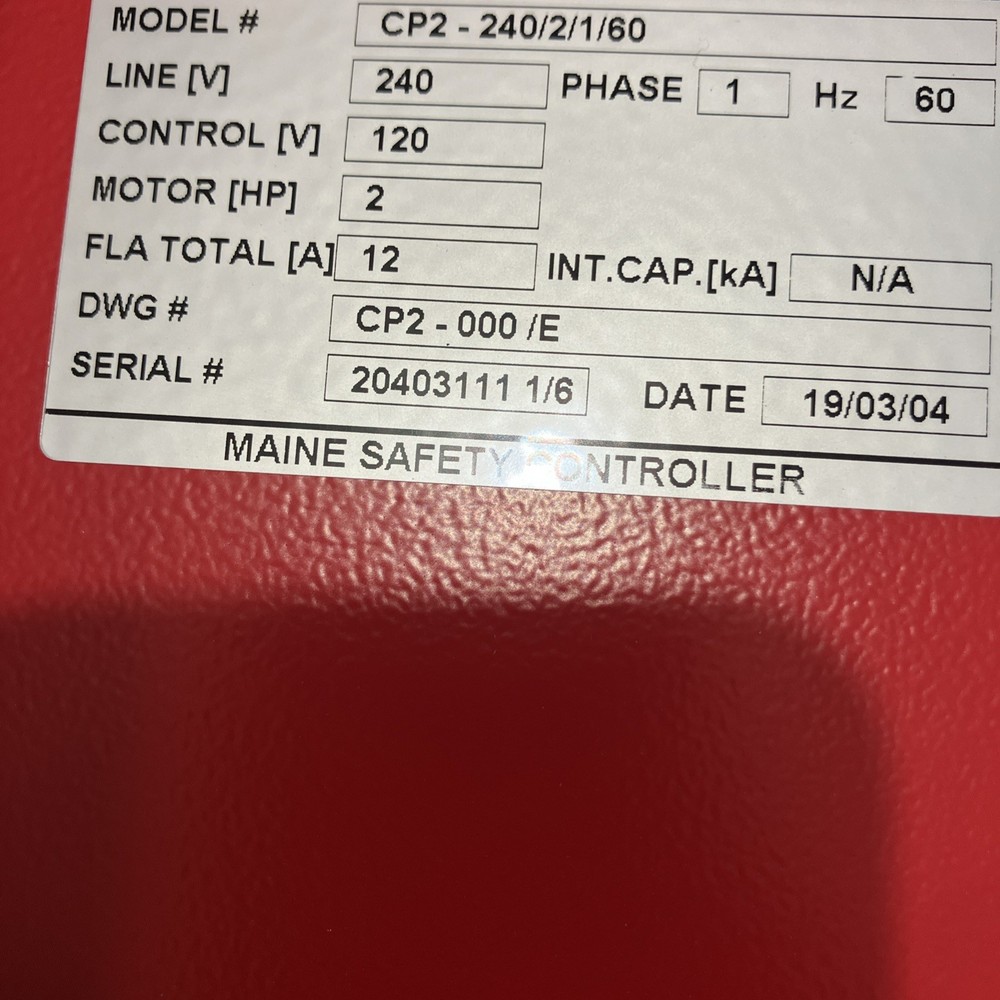 MODEL # CP2 - 240/2/1/60
LINE [V] 240 PHASE 1 Hz 60
CONTROL [V] 120
MOTOR [HP] 2
FLA TOTAL [A] 12 INT.CAP.[kA] N/A
DWG # CP2 - 000 /E
SERIAL # 20403111 1/6 DATE 19/03/04
MAINE SAFETY CONTROLLER